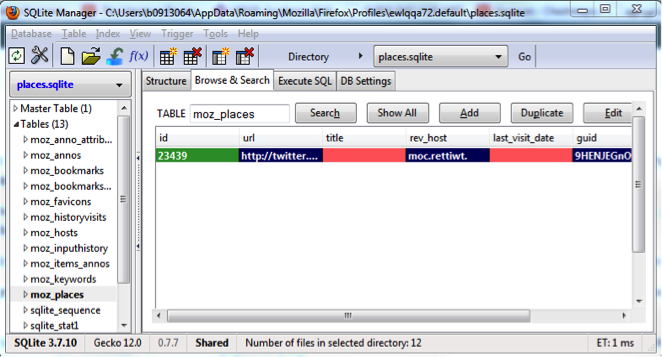 SQLite Manager - C:\Users\b0913064\AppData\Roaming\Mozilla\Firefox\Profiles\ewlqqa72.default\places.sqlite
Database Table Index View Trigger Tools Help
f(x) Directory places.sqlite Go
places.sqlite
Structure Browse & Search Execute SQL DB Settings
Master Table (1)
Tables (13)
moz_anno_attrib...
moz_annos
moz_bookmarks
moz_bookmarks...
moz_favicons
moz_historyvisits
moz_hosts
moz_inputhistory
moz_items_annos
moz_keywords
moz_places
sqlite_sequence
sqlite_stat1
TABLE moz_places Search Show All Add Duplicate Edit
id url title rev_host last_visit_date guid
23439 http://twitter.... moc.rettiwt. 9HENJEGnO
SQLite 3.7.10 Gecko 12.0 0.7.7 Shared Number of files in selected directory: 12 ET: 1 ms